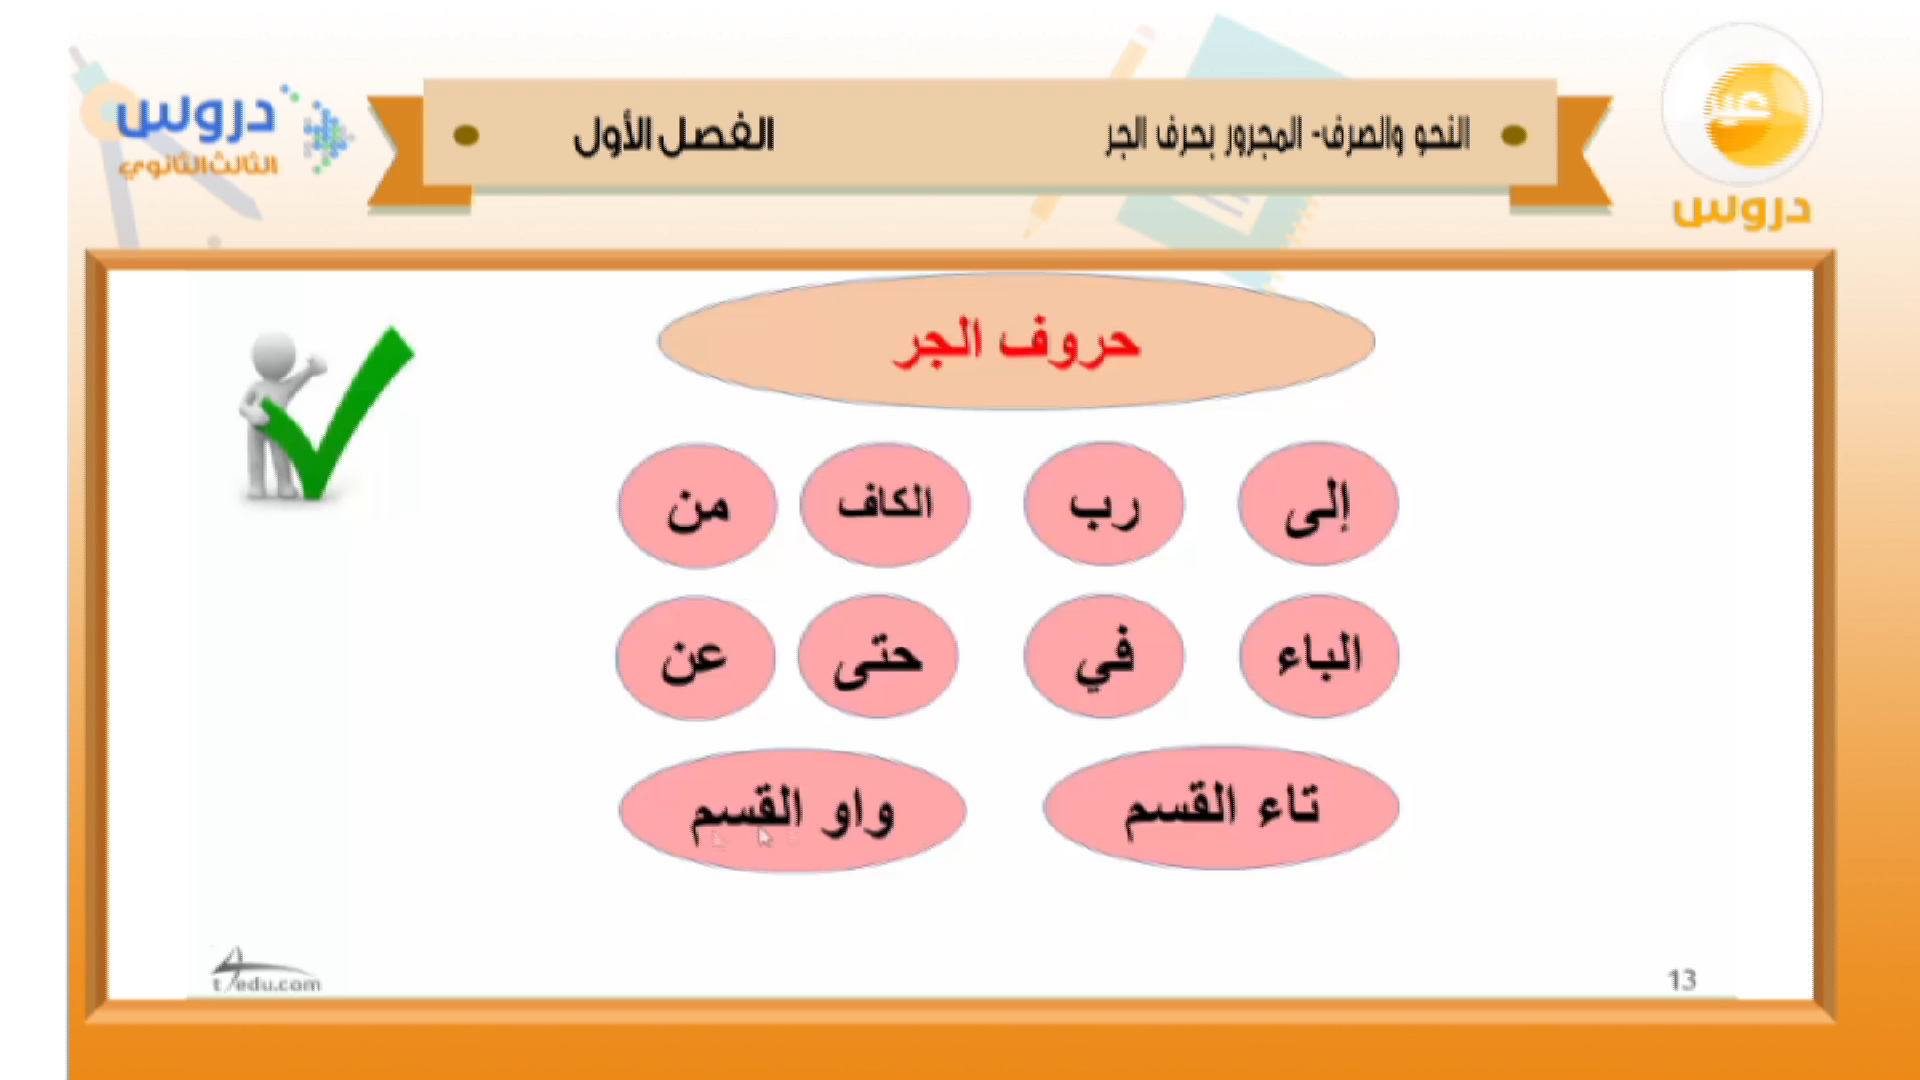 دروس
الثالث الثانوي
النحو والصرف- المجرور بحرف الجر
الفصل الأول
عين
دروس
حروف الجر
إلى رب الكاف من
الباء في حتى عن
تاء القسم واو القسم
t4edu.com
13